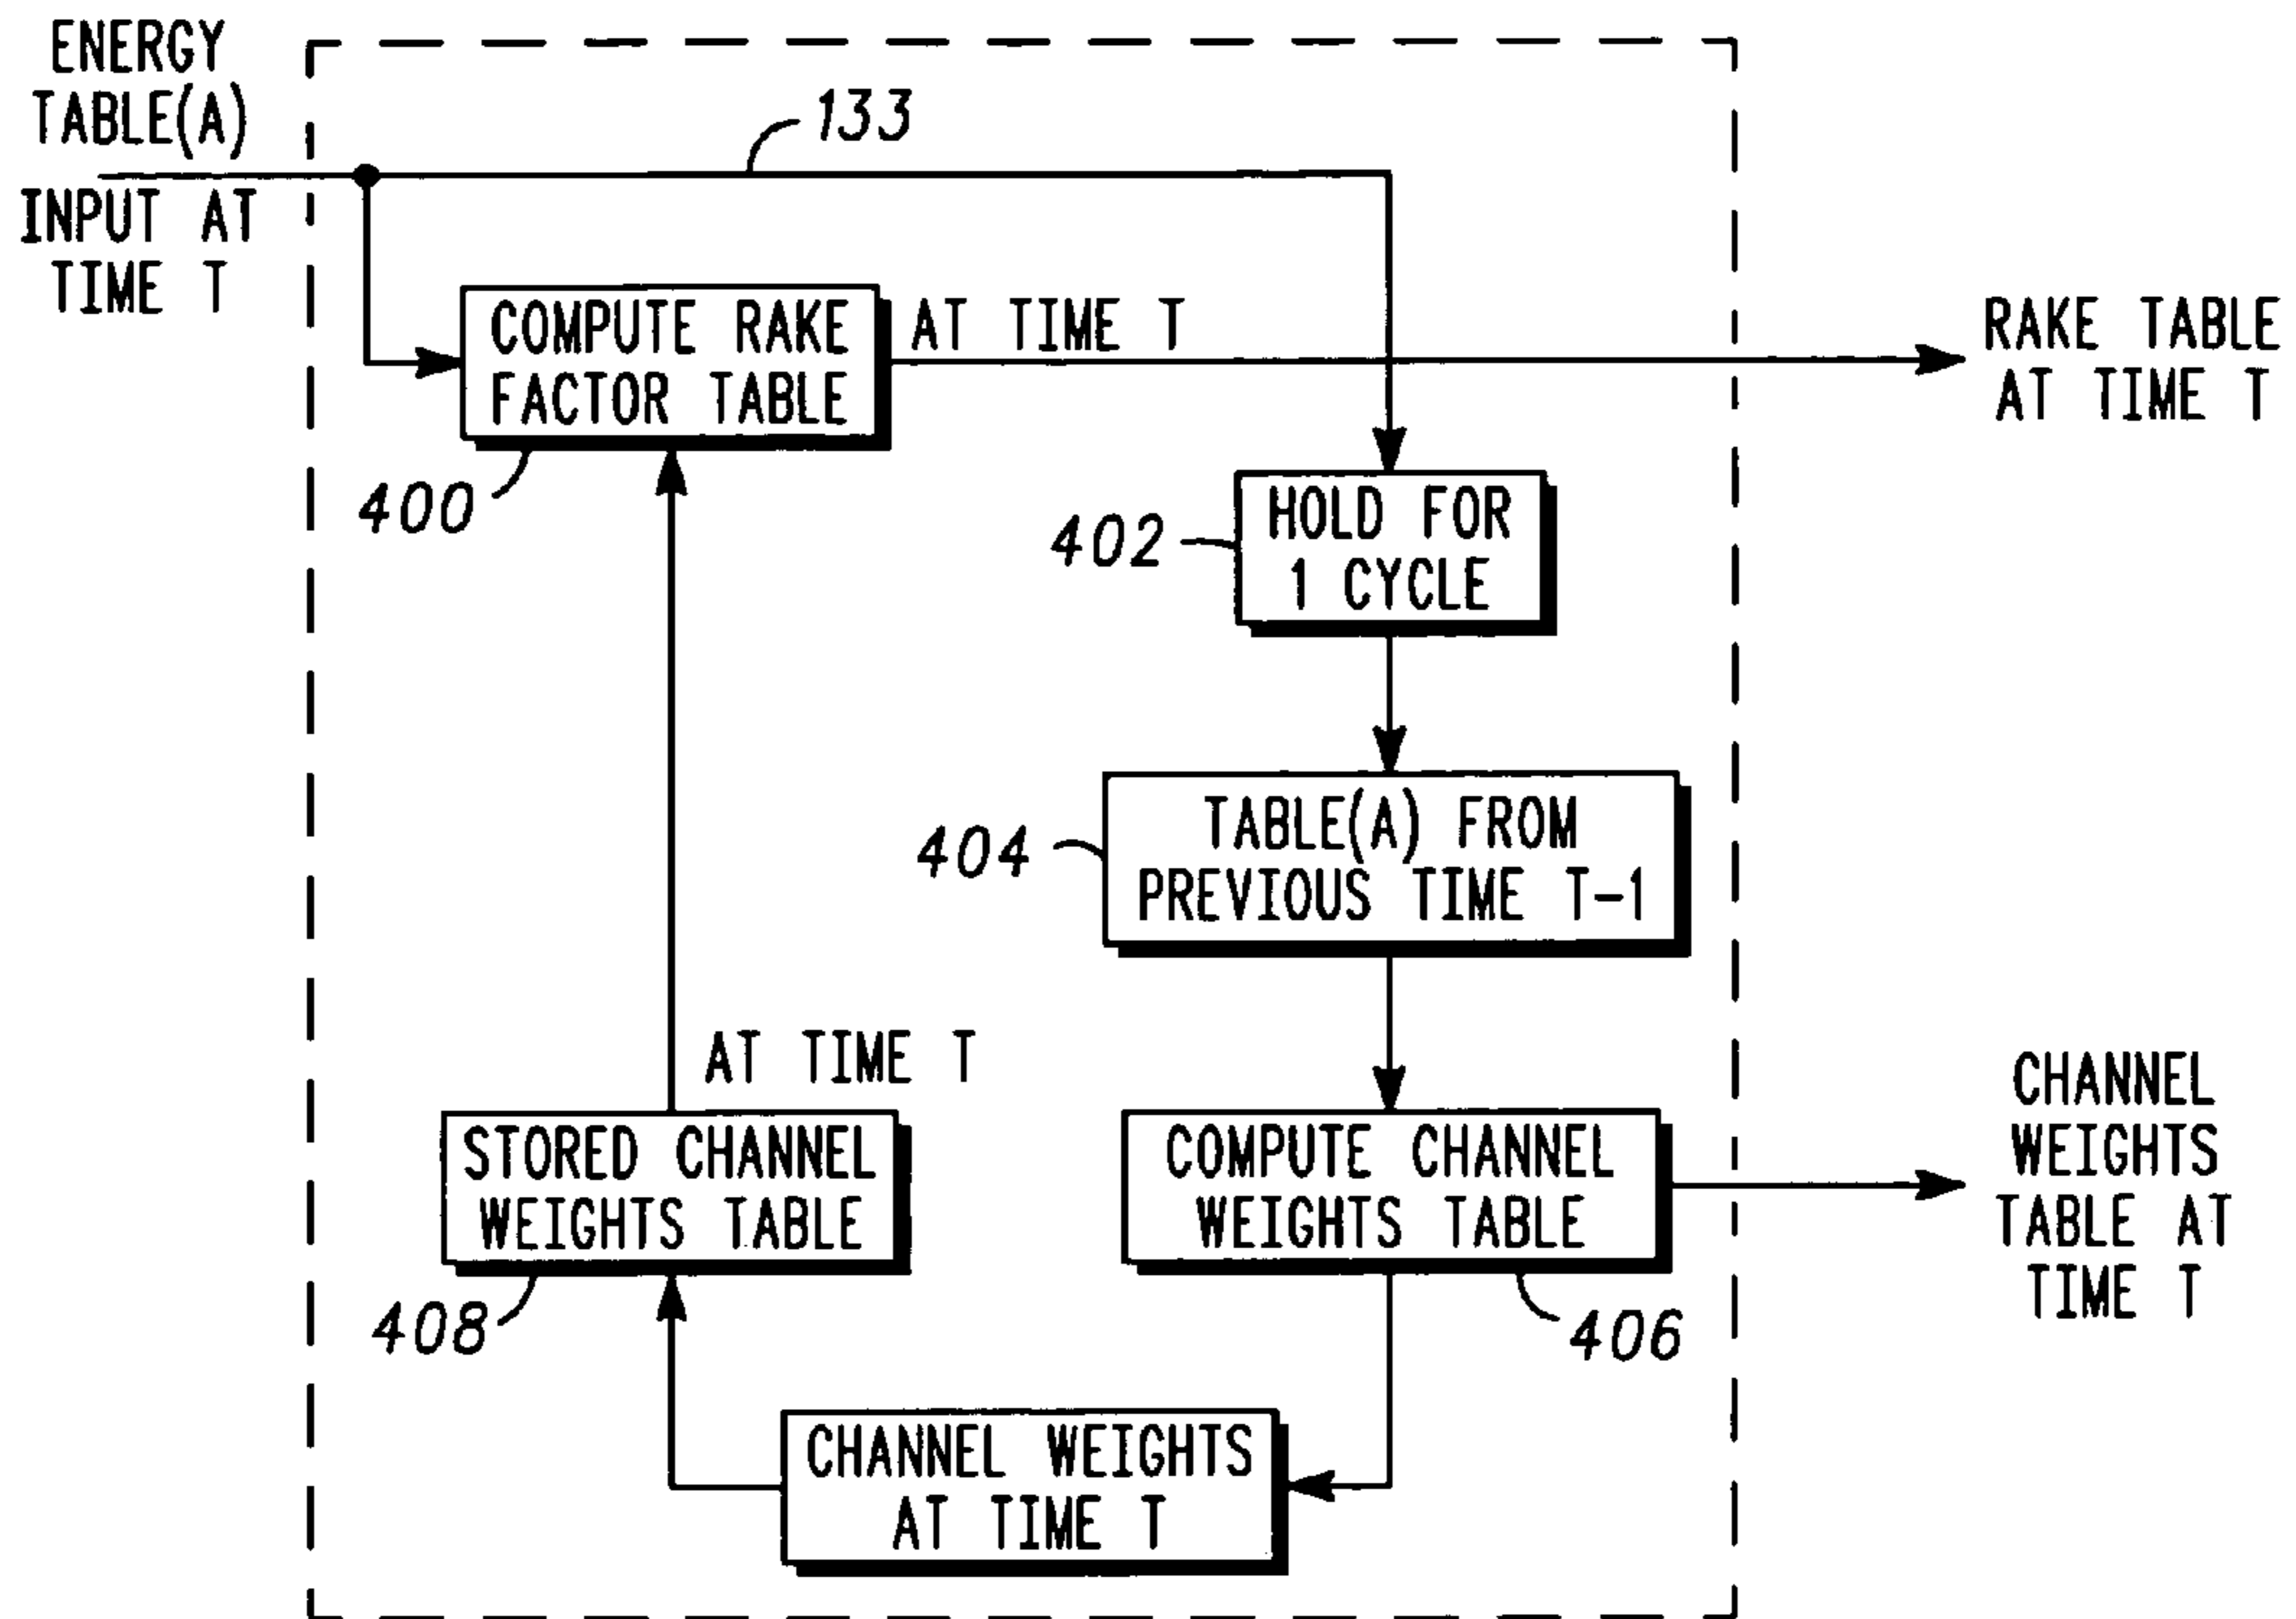 ENERGY
TABLE(A)
INPUT AT
TIME T
133
COMPUTE RAKE
FACTOR TABLE
400
AT TIME T
RAKE TABLE
AT TIME T
HOLD FOR
1 CYCLE
402
TABLE(A) FROM
PREVIOUS TIME T-1
404
AT TIME T
STORED CHANNEL
WEIGHTS TABLE
408
COMPUTE CHANNEL
WEIGHTS TABLE
406
CHANNEL
WEIGHTS
TABLE AT
TIME T
CHANNEL WEIGHTS
AT TIME T